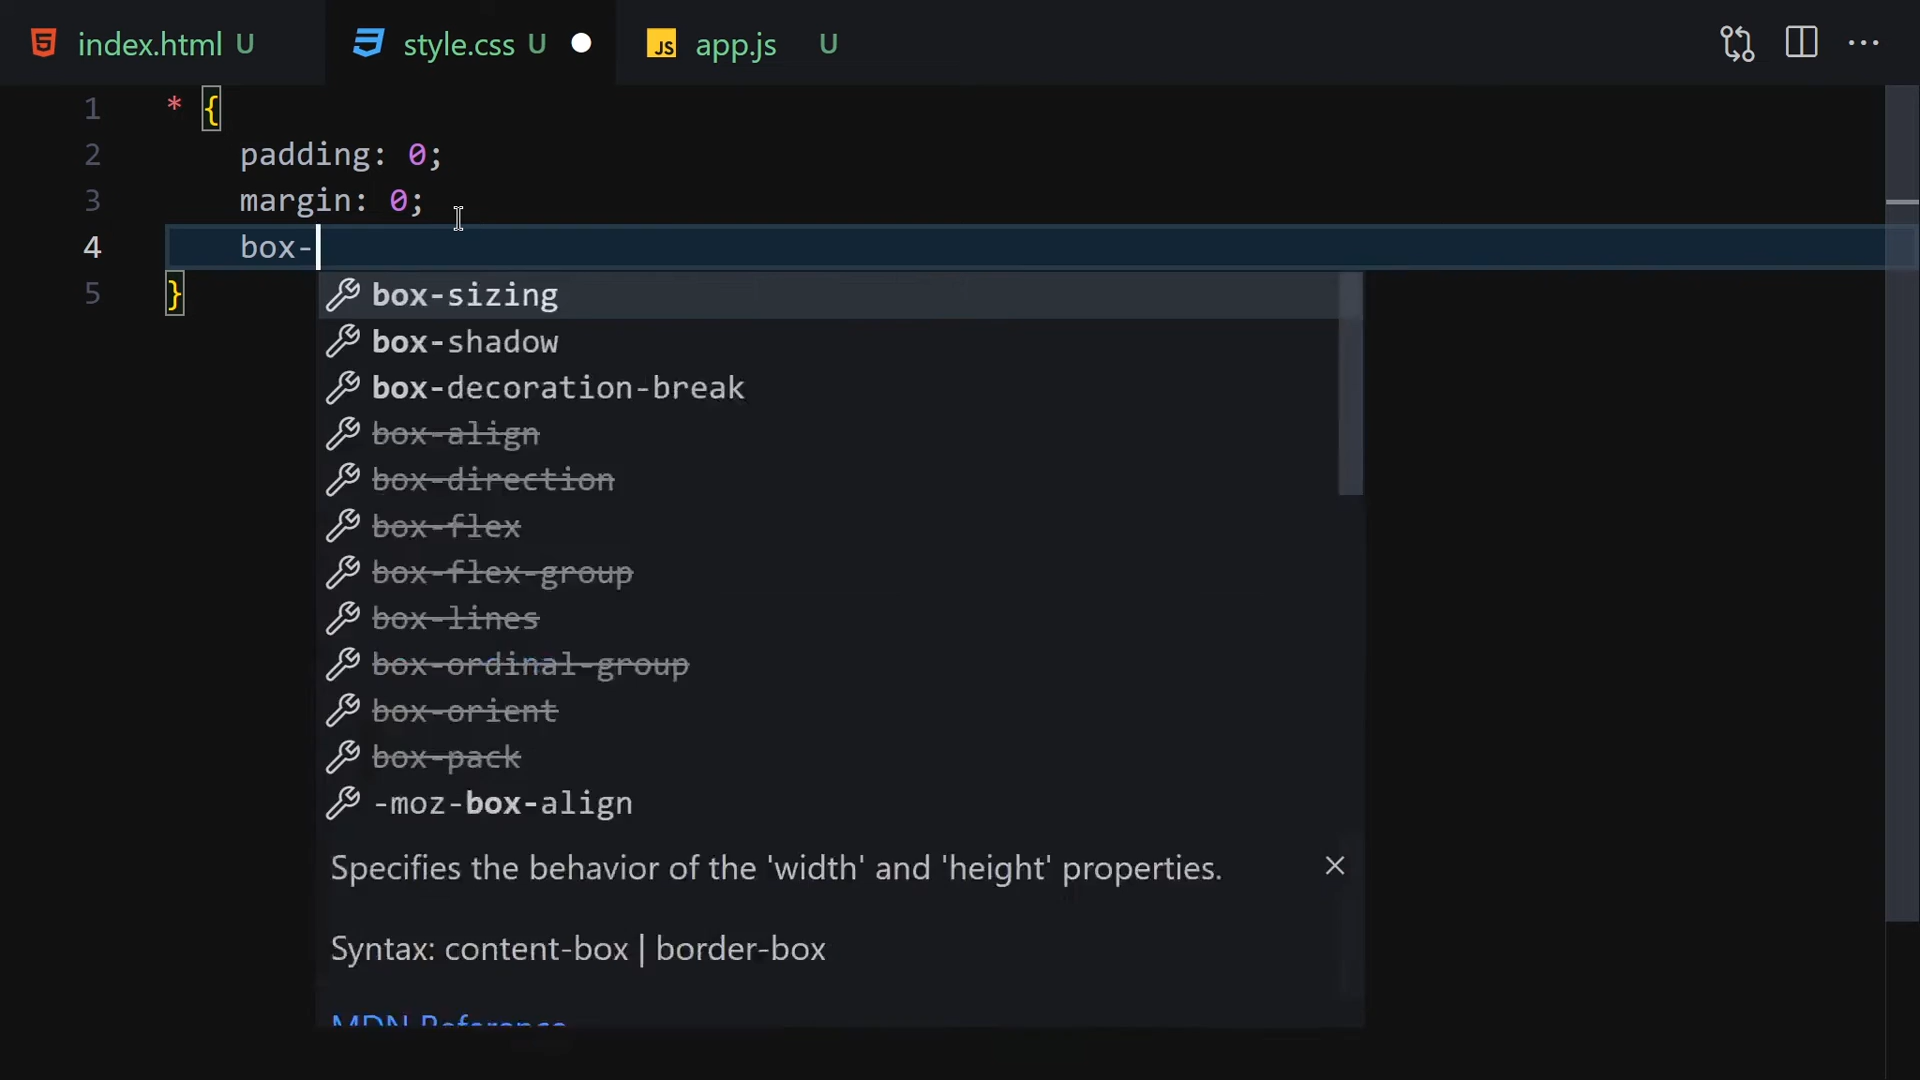 index.html U style.css U JS app.js U
1 * {
2 padding: 0;
3 margin: 0;
4 box-
5 }
box-sizing
box-shadow
box-decoration-break
box-align
box-direction
box-flex
box-flex-group
box-lines
box-ordinal-group
box-orient
box-pack
-moz-box-align
Specifies the behavior of the 'width' and 'height' properties.
Syntax: content-box | border-box
MDN Reference